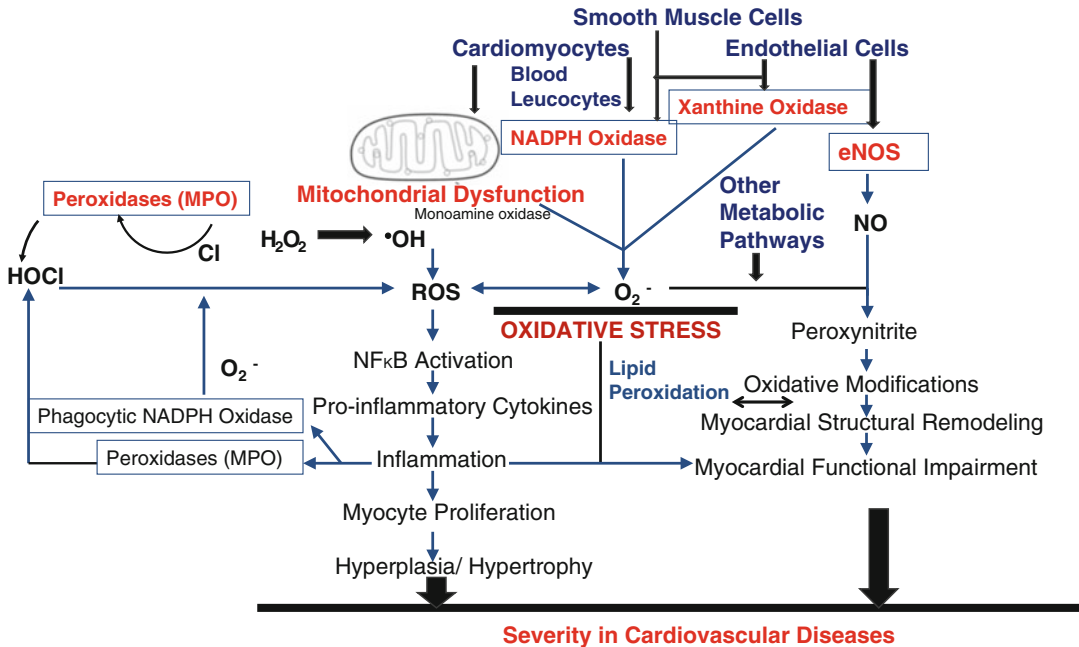 Smooth Muscle Cells
Cardiomyocytes
Endothelial Cells
Blood
Leucocytes
Xanthine Oxidase
NADPH Oxidase
eNOS
Mitochondrial Dysfunction
Monoamine oxidase
Other
Metabolic
Pathways
NO
Peroxidases (MPO)
Cl
H₂O₂
•OH
HOCl
ROS
O₂⁻
OXIDATIVE STRESS
Peroxynitrite
NFκB Activation
Lipid
Peroxidation
O₂⁻
Oxidative Modifications
Phagocytic NADPH Oxidase
Pro-inflammatory Cytokines
Myocardial Structural Remodeling
Peroxidases (MPO)
Inflammation
Myocardial Functional Impairment
Myocyte Proliferation
Hyperplasia/ Hypertrophy
Severity in Cardiovascular Diseases